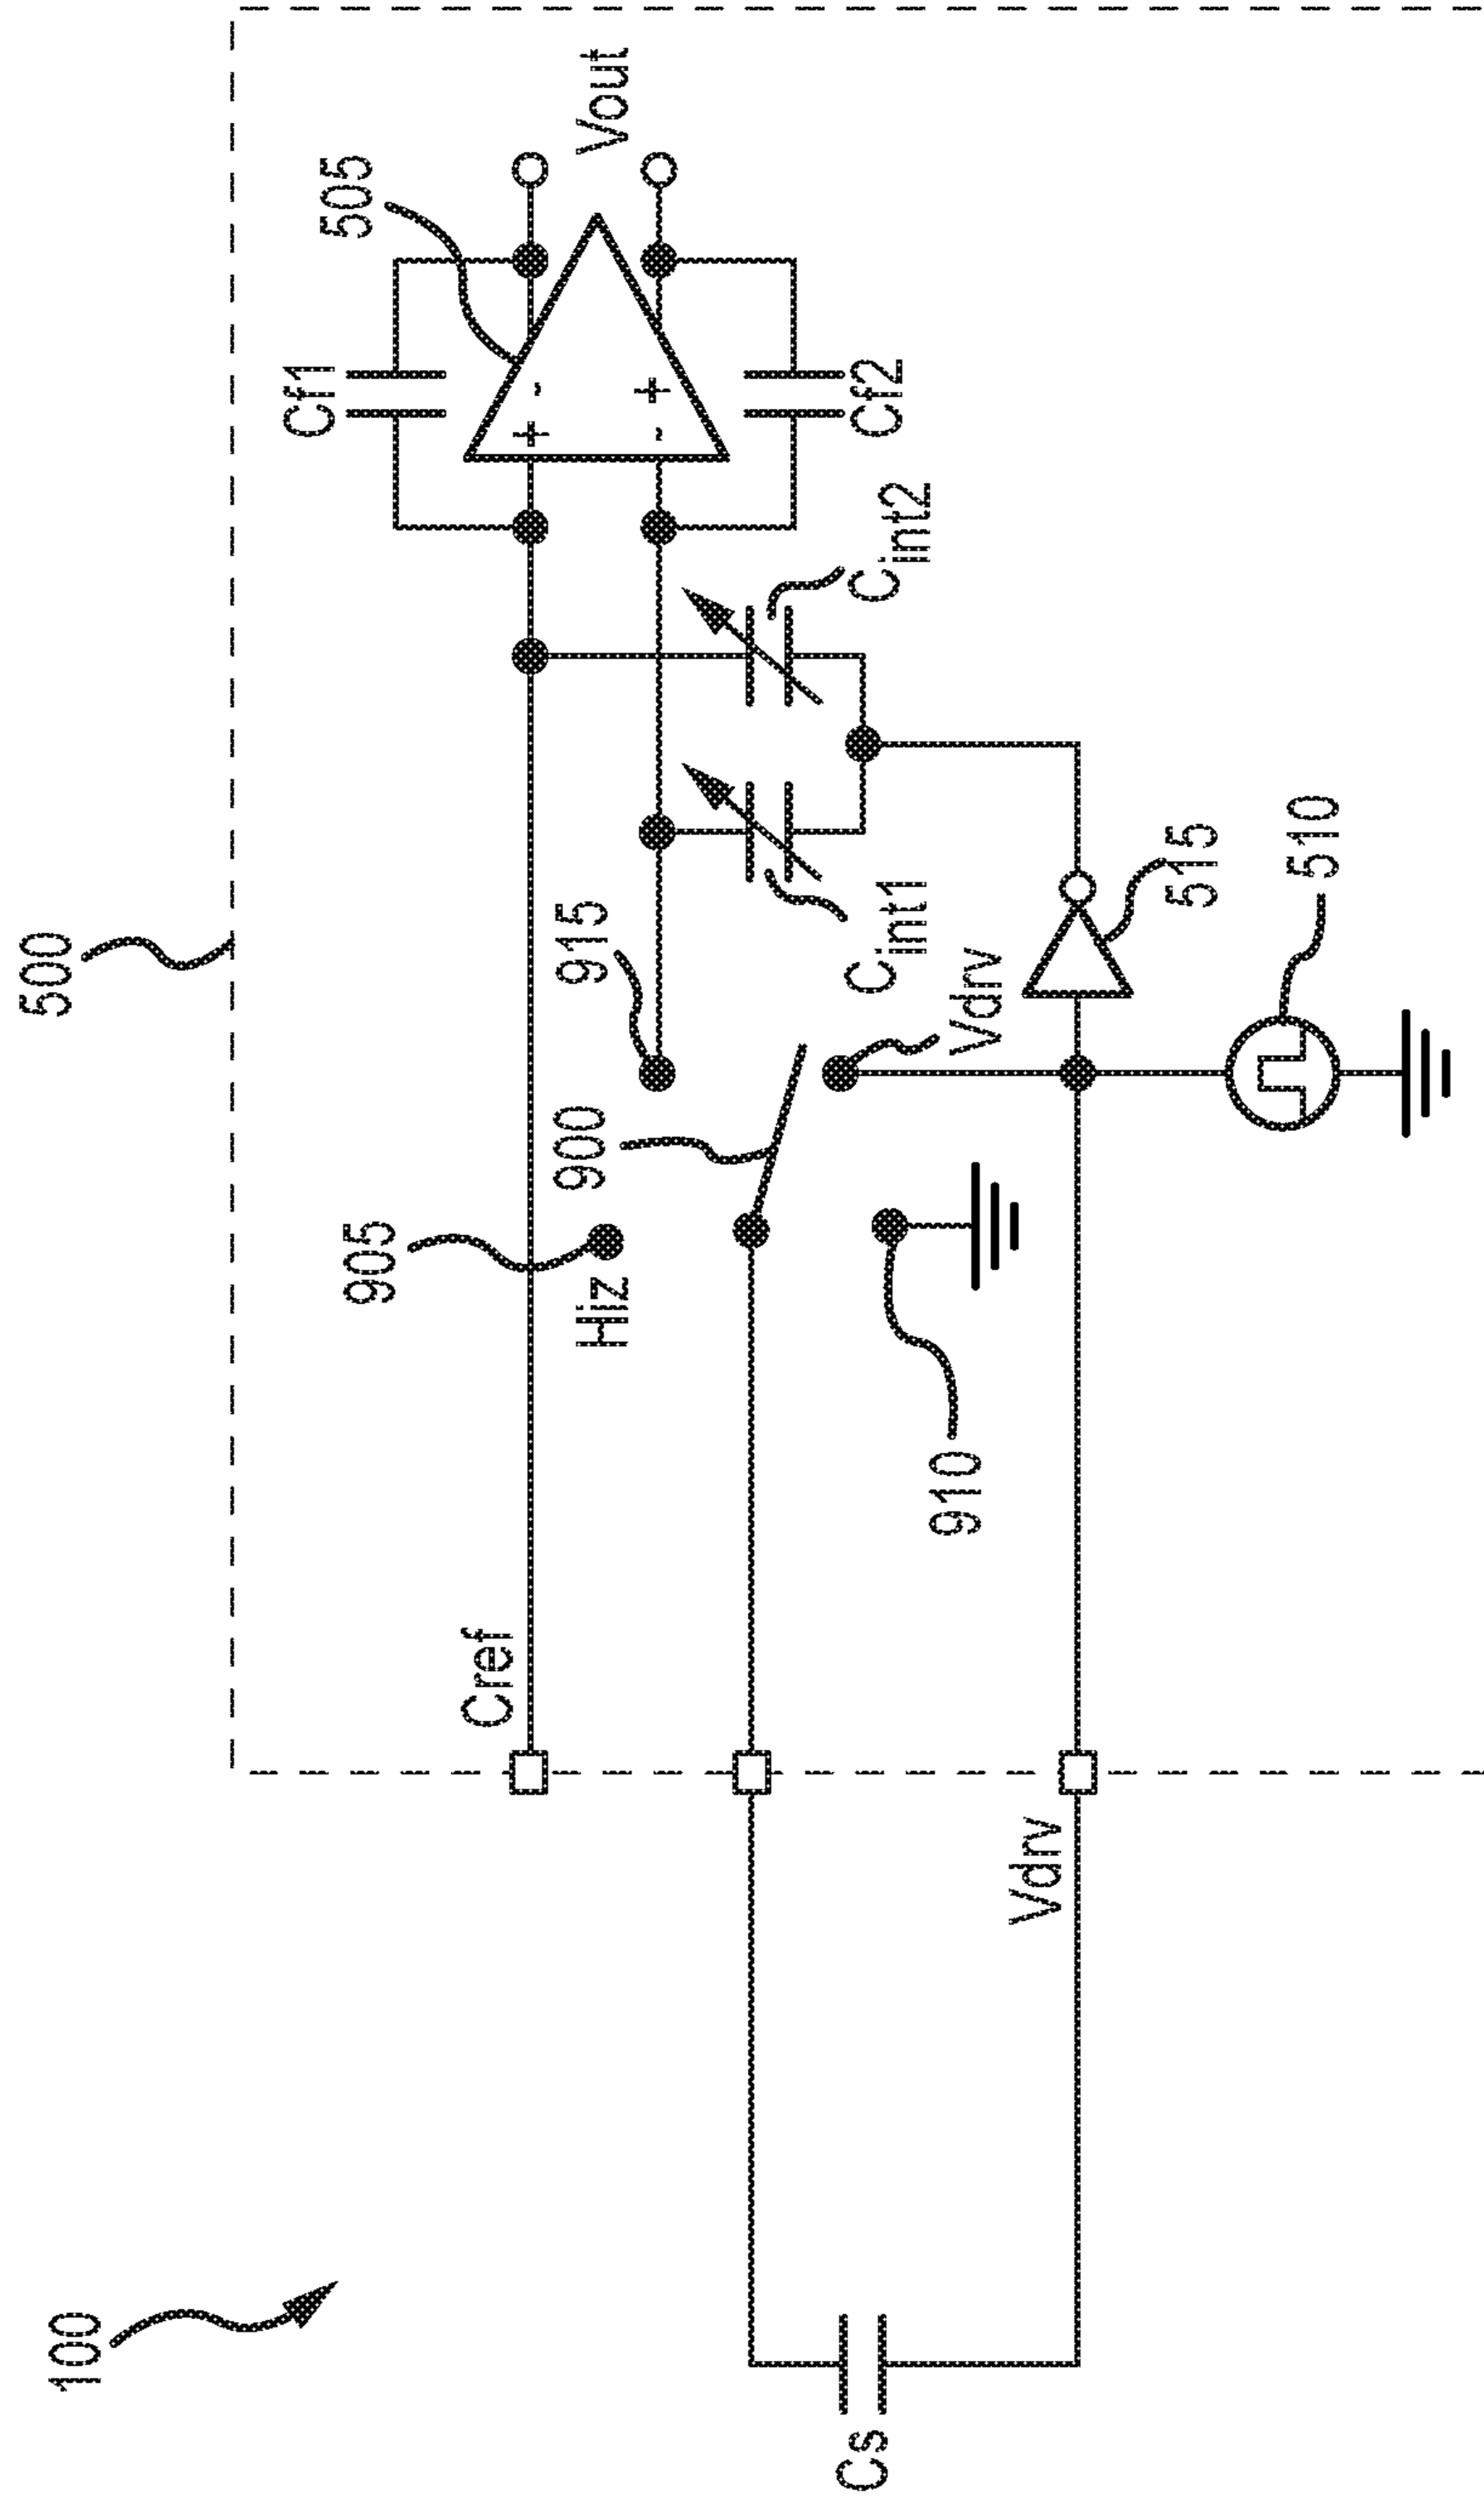 100
500
Cs
Vdrv
Cref
905
Hiz
900
915
910
Vdrv
Cint1
Cint2
515
510
Cf1
505
+ -
- +
Cf2
Vout